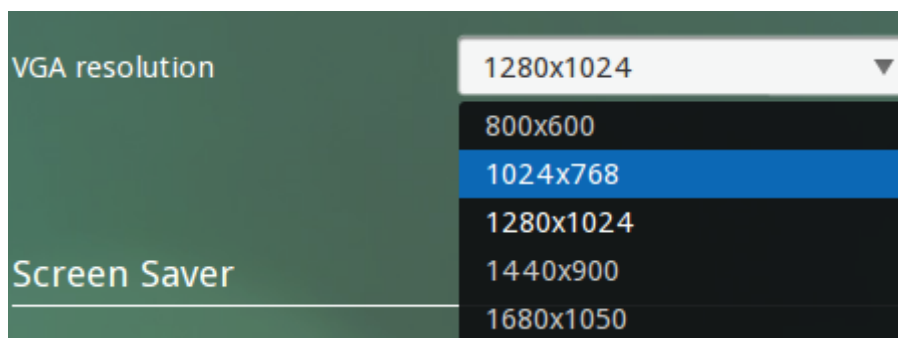 VGA resolution
1280x1024
800x600
1024x768
1280x1024
1440x900
1680x1050
Screen Saver